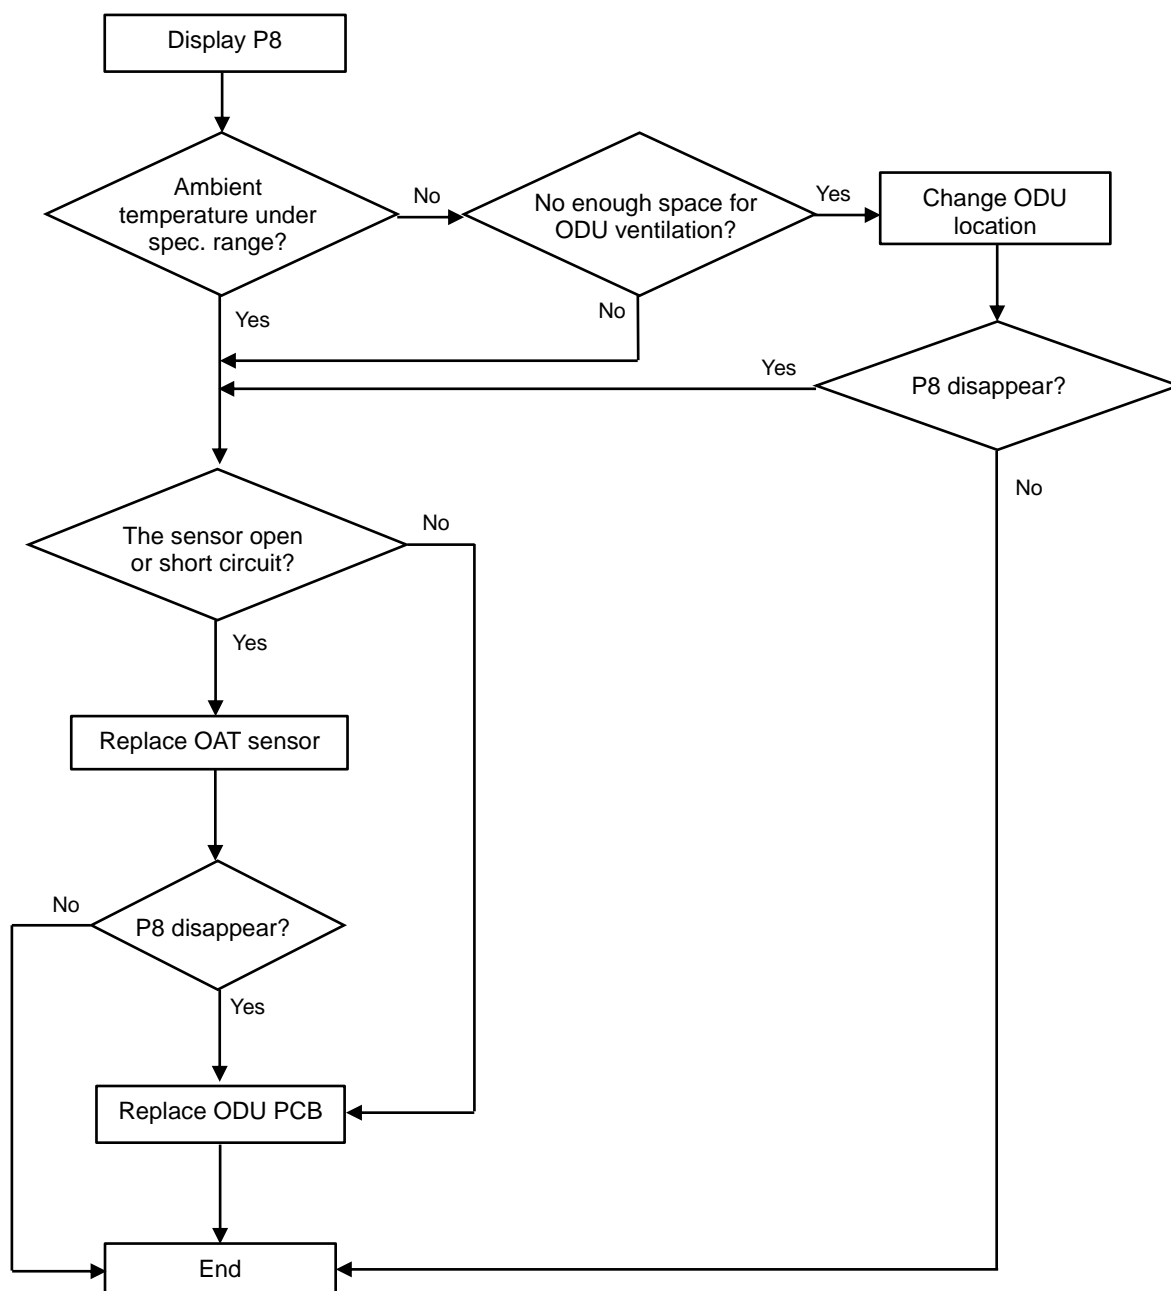 Display P8
Ambient
temperature under
spec. range?
No
No enough space for
ODU ventilation?
Yes
Change ODU
location
Yes
No
Yes
P8 disappear?
No
The sensor open
or short circuit?
No
Yes
Replace OAT sensor
No
P8 disappear?
Yes
Replace ODU PCB
End